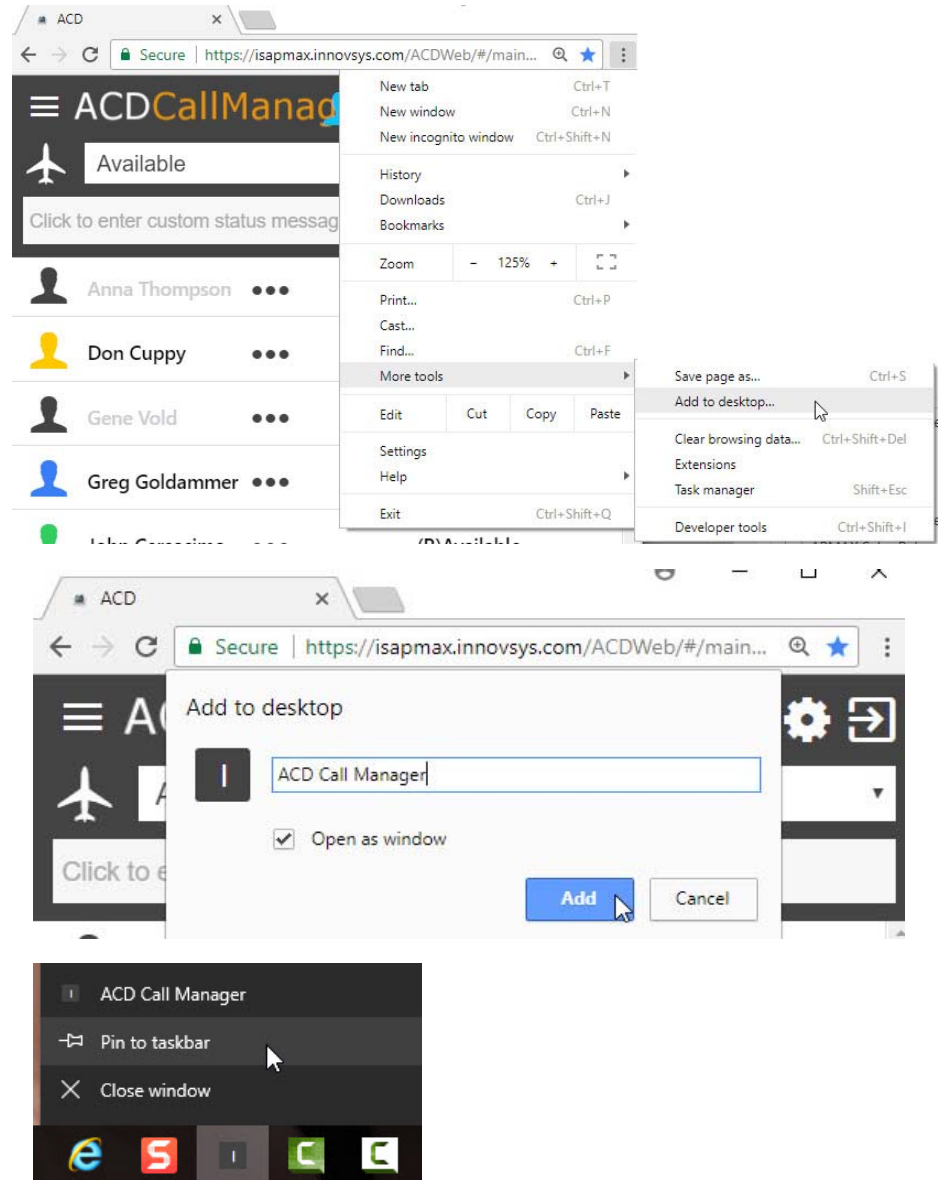 ACD
Secure | https://isapmax.innovsys.com/ACDWeb/#/main...
ACDCallManag
Available
Click to enter custom status messag
Anna Thompson
Don Cuppy
Gene Vold
Greg Goldammer
(B)Available
New tab Ctrl+T
New window Ctrl+N
New incognito window Ctrl+Shift+N
History
Downloads Ctrl+J
Bookmarks
Zoom - 125% +
Print... Ctrl+P
Cast...
Find... Ctrl+F
More tools
Edit Cut Copy Paste
Settings
Help
Exit Ctrl+Shift+Q
Save page as... Ctrl+S
Add to desktop...
Clear browsing data... Ctrl+Shift+Del
Extensions
Task manager Shift+Esc
Developer tools Ctrl+Shift+I
ACD
Secure | https://isapmax.innovsys.com/ACDWeb/#/main...
AC
A
Click to e
Add to desktop
I ACD Call Manager
Open as window
Add Cancel
I ACD Call Manager
Pin to taskbar
Close window
I